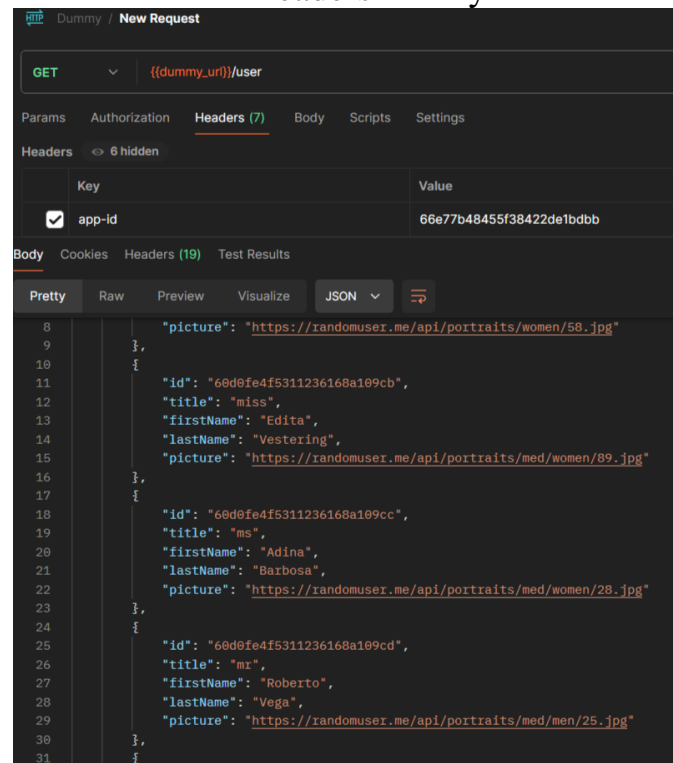 HTTP Dummy / New Request
GET {{dummy_url}}/user
Params Authorization Headers (7) Body Scripts Settings
Headers 6 hidden
Key Value
app-id 66e77b48455f38422de1bdbb
Body Cookies Headers (19) Test Results
Pretty Raw Preview Visualize JSON
8 "picture": "https://randomuser.me/api/portraits/women/58.jpg"
9 },
10 {
11 "id": "60d0fe4f5311236168a109cb",
12 "title": "miss",
13 "firstName": "Edita",
14 "lastName": "Vestering",
15 "picture": "https://randomuser.me/api/portraits/med/women/89.jpg"
16 },
17 {
18 "id": "60d0fe4f5311236168a109cc",
19 "title": "ms",
20 "firstName": "Adina",
21 "lastName": "Barbosa",
22 "picture": "https://randomuser.me/api/portraits/med/women/28.jpg"
23 },
24 {
25 "id": "60d0fe4f5311236168a109cd",
26 "title": "mr",
27 "firstName": "Roberto",
28 "lastName": "Vega",
29 "picture": "https://randomuser.me/api/portraits/med/men/25.jpg"
30 },
31 {